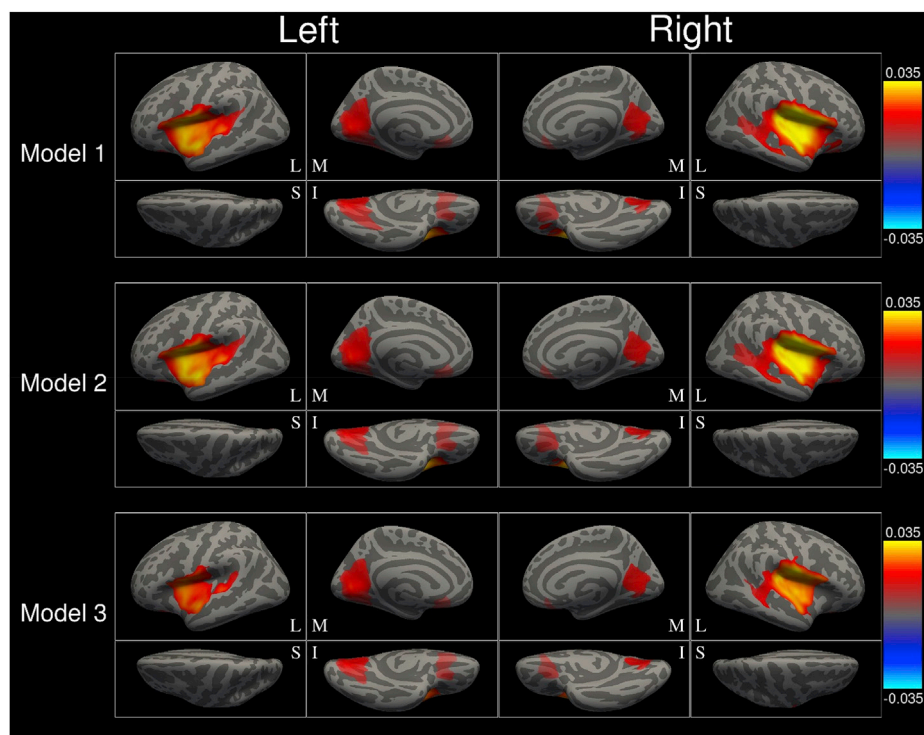 Left Right
0.035
Model 1
L M M L
-0.035
S I I S
0.035
Model 2
L M M L
-0.035
S I I S
0.035
Model 3
L M M L
-0.035
S I I S